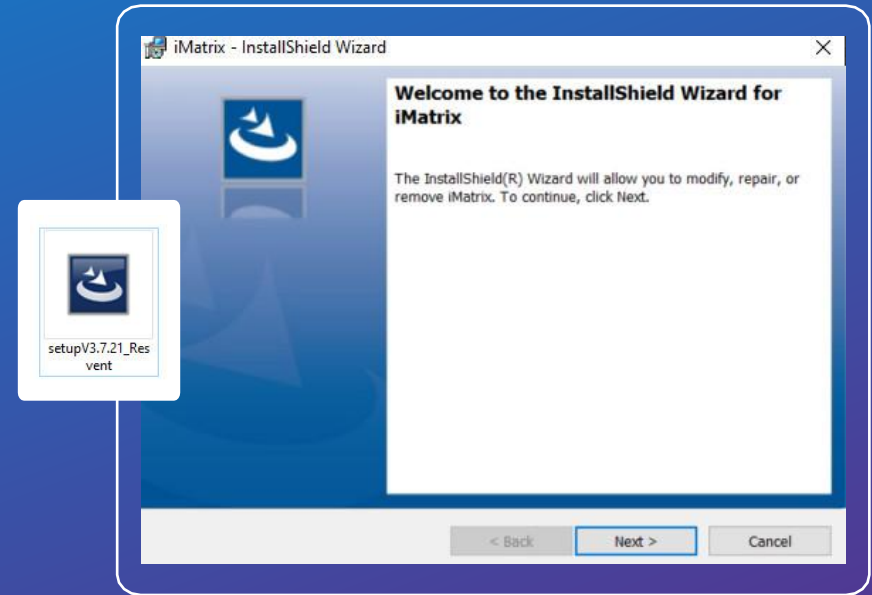 iMatrix - InstallShield Wizard
Welcome to the InstallShield Wizard for
iMatrix
The InstallShield(R) Wizard will allow you to modify, repair, or
remove iMatrix. To continue, click Next.
setupV3.7.21_Res
vent
< Back
Next >
Cancel